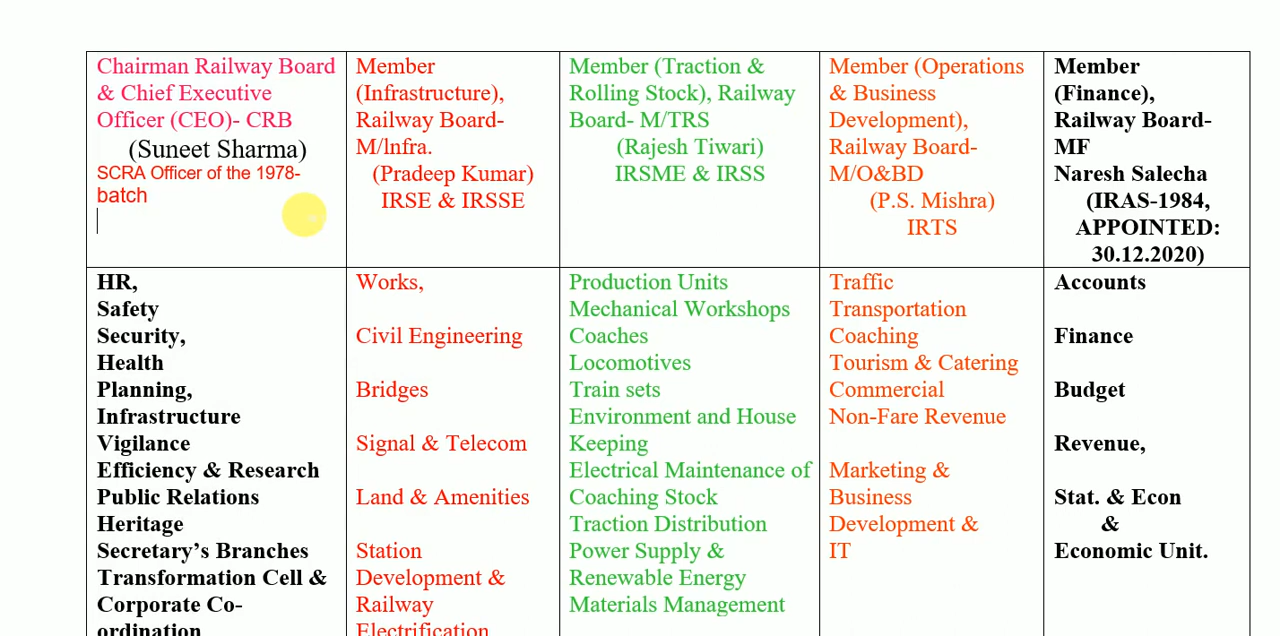 Chairman Railway Board
& Chief Executive
Officer (CEO)- CRB
(Suneet Sharma)
SCRA Officer of the 1978-
batch
Member
(Infrastructure),
Railway Board-
M/lnfra.
(Pradeep Kumar)
IRSE & IRSSE
Member (Traction &
Rolling Stock), Railway
Board- M/TRS
(Rajesh Tiwari)
IRSME & IRSS
Member (Operations
& Business
Development),
Railway Board-
M/O&BD
(P.S. Mishra)
IRTS
Member
(Finance),
Railway Board-
MF
Naresh Salecha
(IRAS-1984,
APPOINTED:
30.12.2020)
HR,
Safety
Security,
Health
Planning,
Infrastructure
Vigilance
Efficiency & Research
Public Relations
Heritage
Secretary’s Branches
Transformation Cell &
Corporate Co-
ordination
Works,
Civil Engineering
Bridges
Signal & Telecom
Land & Amenities
Station
Development &
Railway
Electrification
Production Units
Mechanical Workshops
Coaches
Locomotives
Train sets
Environment and House
Keeping
Electrical Maintenance of
Coaching Stock
Traction Distribution
Power Supply &
Renewable Energy
Materials Management
Traffic
Transportation
Coaching
Tourism & Catering
Commercial
Non-Fare Revenue
Marketing &
Business
Development &
IT
Accounts
Finance
Budget
Revenue,
Stat. & Econ
&
Economic Unit.